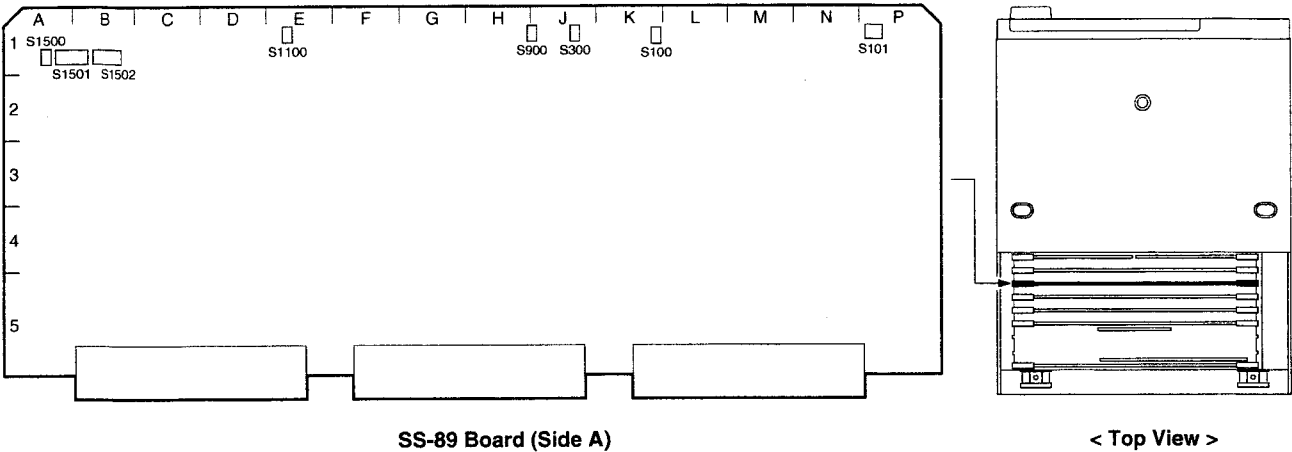 A B C D E F G H J K L M N P
1
S1500
S1501 S1502
S1100
S900 S300
S100
S101
2
3
4
5
SS-89 Board (Side A)
< Top View >